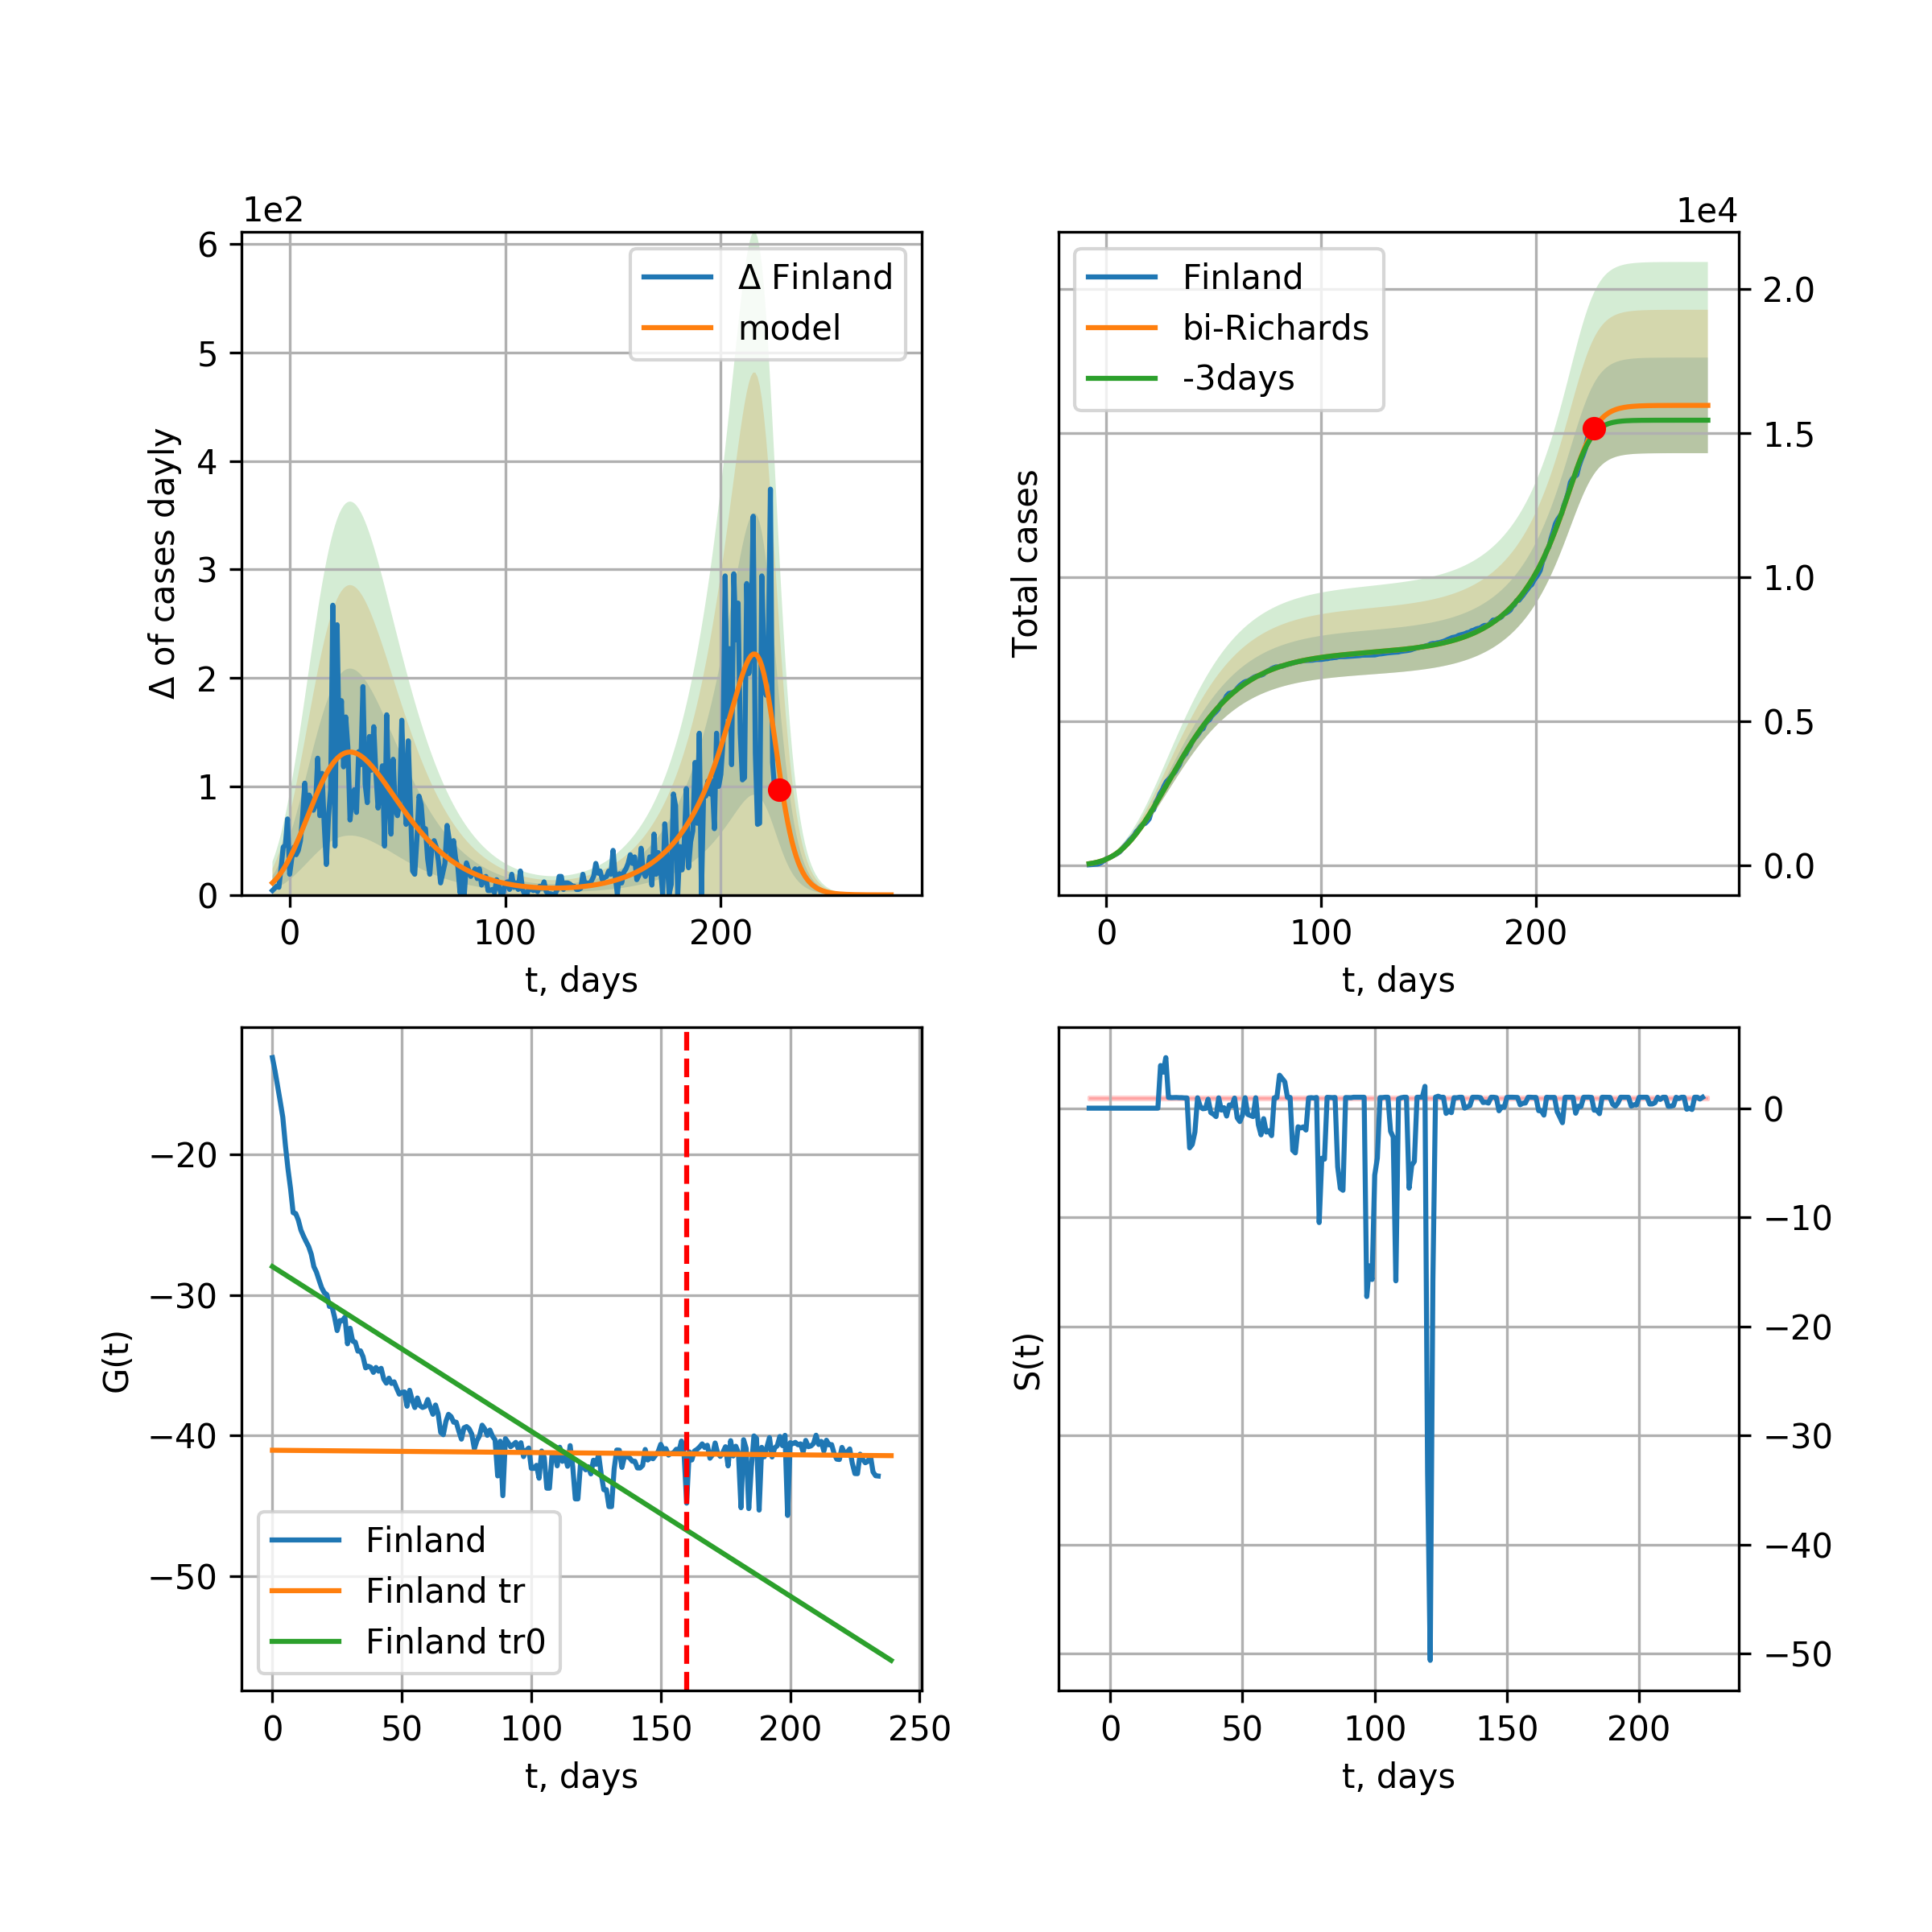 1e2
6
5
4
3
2
1
0
Δ of cases dayly
Δ Finland
model
0 100 200
t, days
1e4
Finland
bi-Richards
-3days
Total cases
2.0
1.5
1.0
0.5
0.0
0 100 200
t, days
−20
−30
−40
−50
G(t)
Finland
Finland tr
Finland tr0
0 50 100 150 200 250
t, days
S(t)
0
−10
−20
−30
−40
−50
0 50 100 150 200
t, days